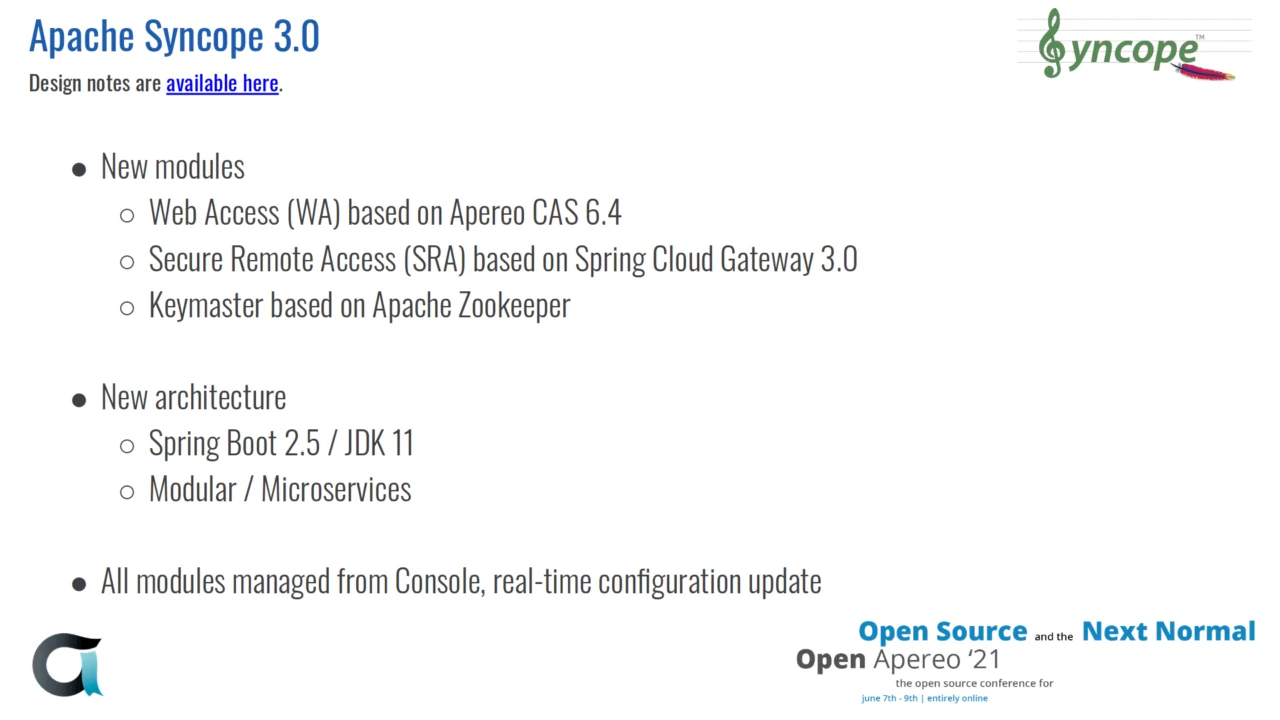 Apache Syncope 3.0
Design notes are available here.
yncope™
● New modules
○ Web Access (WA) based on Apereo CAS 6.4
○ Secure Remote Access (SRA) based on Spring Cloud Gateway 3.0
○ Keymaster based on Apache Zookeeper
● New architecture
○ Spring Boot 2.5 / JDK 11
○ Modular / Microservices
● All modules managed from Console, real-time configuration update
Open Source and the Next Normal
Open Apereo ‘21
the open source conference for
june 7th - 9th | entirely online